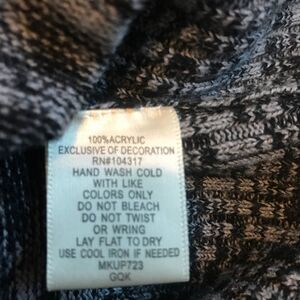 100%ACRYLIC
EXCLUSIVE OF DECORATION
RN#104317
HAND WASH COLD
WITH LIKE
COLORS ONLY
DO NOT BLEACH
DO NOT TWIST
OR WRING
LAY FLAT TO DRY
USE COOL IRON IF NEEDED
MKUP723
GQK